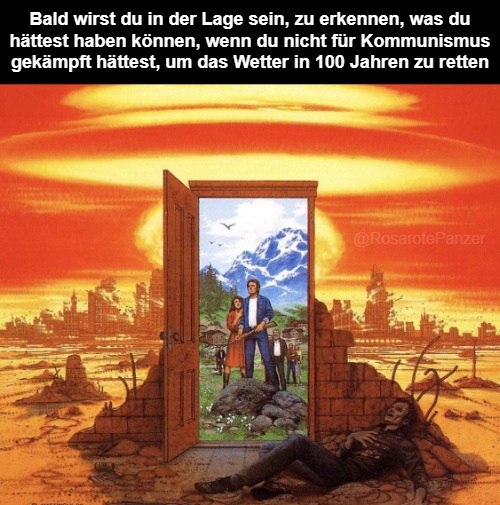 Bald wirst du in der Lage sein, zu erkennen, was du
hättest haben können, wenn du nicht für Kommunismus
gekämpft hättest, um das Wetter in 100 Jahren zu retten
@RosarotePanzer